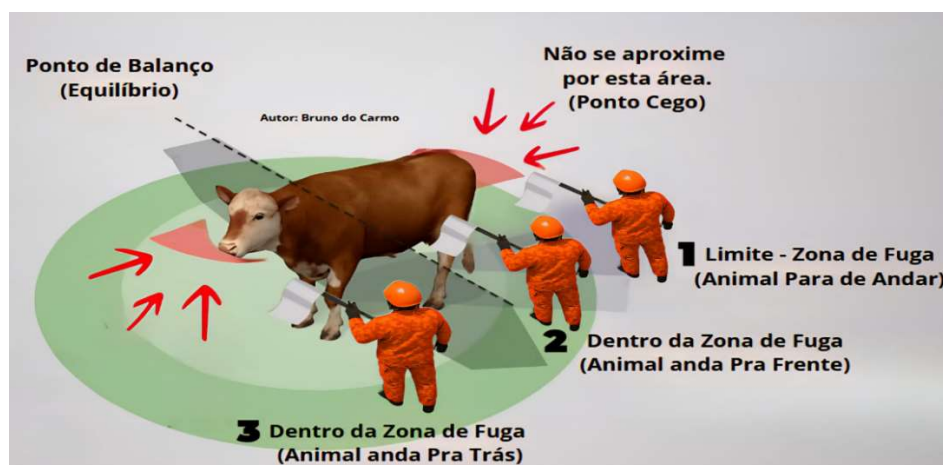 Ponto de Balanço
(Equilíbrio)
Não se aproxime
por esta área.
(Ponto Cego)
Autor: Bruno do Carmo
1 Limite - Zona de Fuga
(Animal Para de Andar)
2 Dentro da Zona de Fuga
(Animal anda Pra Frente)
3 Dentro da Zona de Fuga
(Animal anda Pra Trás)